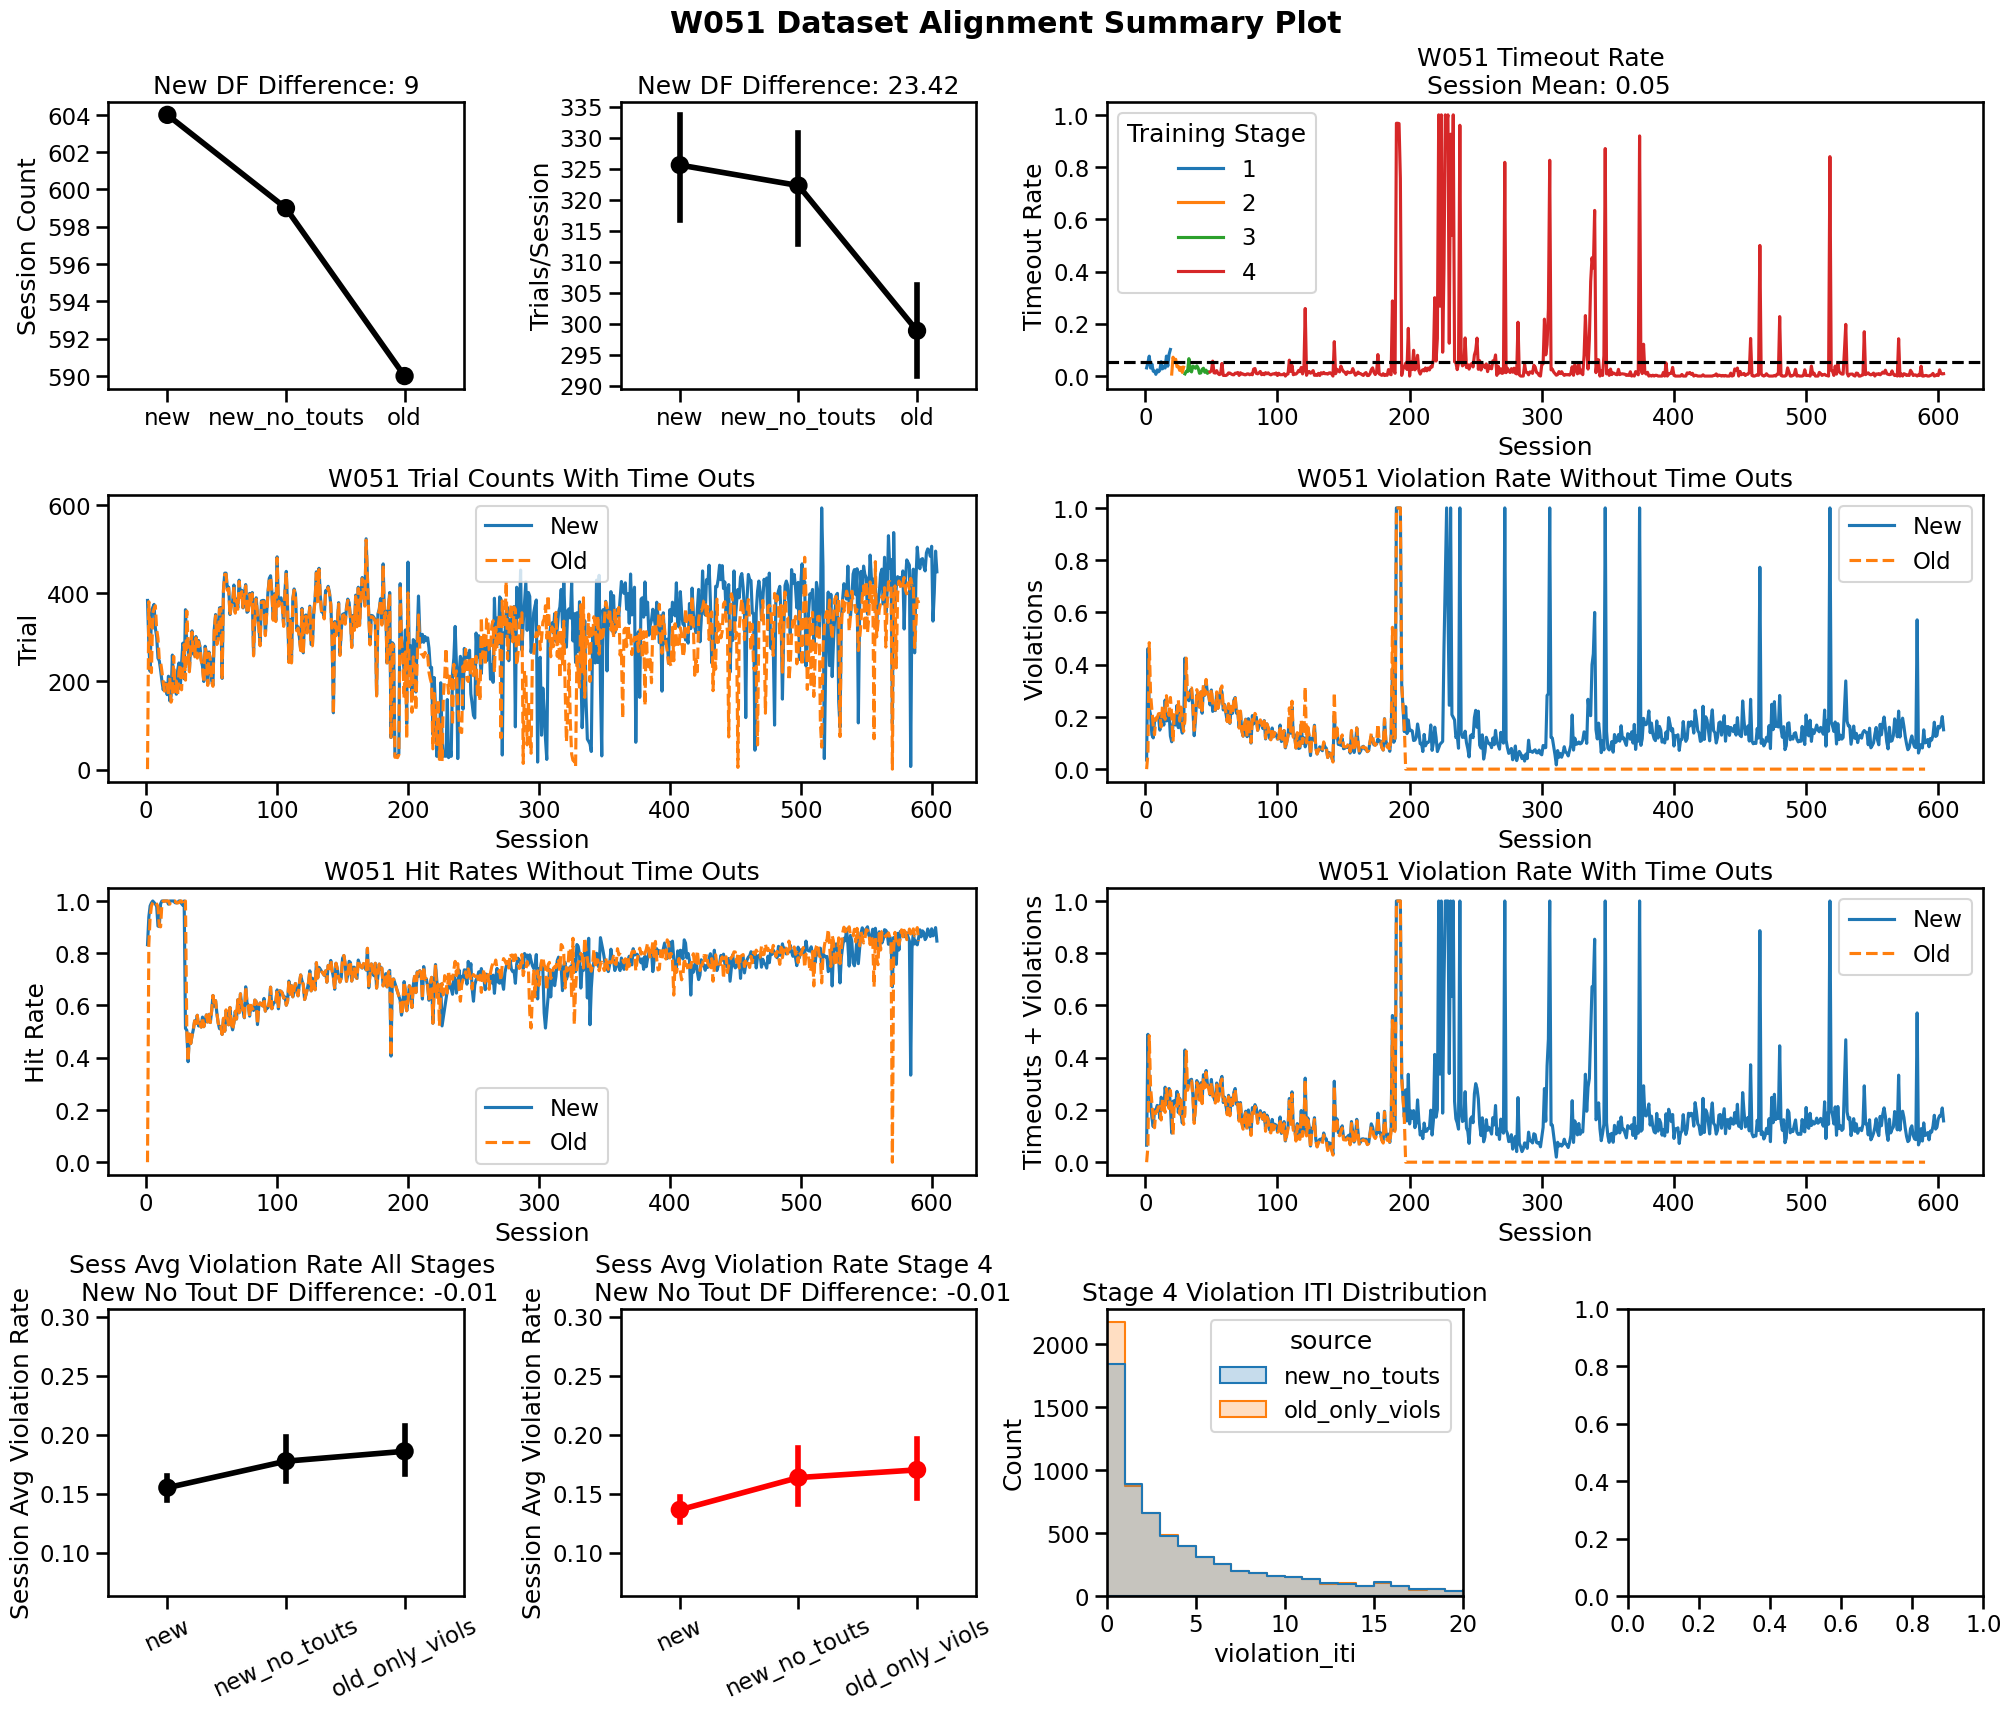 W051 Dataset Alignment Summary Plot
New DF Difference: 9
Session Count
604
602
600
598
596
594
592
590
new new_no_touts old
New DF Difference: 23.42
Trials/Session
335
330
325
320
315
310
305
300
295
290
new new_no_touts old
W051 Timeout Rate
Session Mean: 0.05
Timeout Rate
1.0
0.8
0.6
0.4
0.2
0.0
Training Stage
1
2
3
4
0 100 200 300 400 500 600
Session
W051 Trial Counts With Time Outs
Trial
600
400
200
0
New
Old
0 100 200 300 400 500 600
Session
W051 Violation Rate Without Time Outs
Violations
1.0
0.8
0.6
0.4
0.2
0.0
New
Old
0 100 200 300 400 500 600
Session
W051 Hit Rates Without Time Outs
Hit Rate
1.0
0.8
0.6
0.4
0.2
0.0
New
Old
0 100 200 300 400 500 600
Session
W051 Violation Rate With Time Outs
Timeouts + Violations
1.0
0.8
0.6
0.4
0.2
0.0
New
Old
0 100 200 300 400 500 600
Session
Sess Avg Violation Rate All Stages
New No Tout DF Difference: -0.01
Session Avg Violation Rate
0.30
0.25
0.20
0.15
0.10
new new_no_touts old_only_viols
Sess Avg Violation Rate Stage 4
New No Tout DF Difference: -0.01
Session Avg Violation Rate
0.30
0.25
0.20
0.15
0.10
new new_no_touts old_only_viols
Stage 4 Violation ITI Distribution
Count
2000
1500
1000
500
0
source
new_no_touts
old_only_viols
0 5 10 15 20
violation_iti
1.0
0.8
0.6
0.4
0.2
0.0
0.0 0.2 0.4 0.6 0.8 1.0